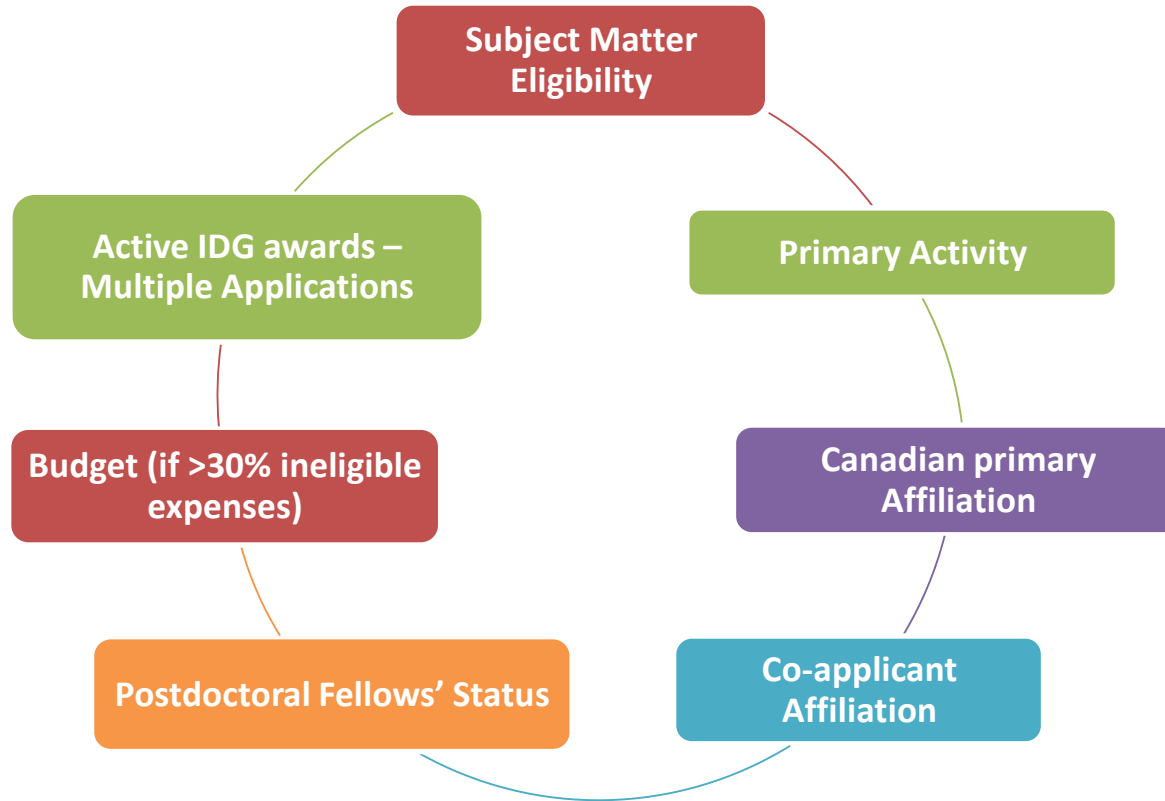 Subject Matter
Eligibility
Active IDG awards –
Multiple Applications
Primary Activity
Budget (if >30% ineligible
expenses)
Canadian primary
Affiliation
Postdoctoral Fellows’ Status
Co-applicant
Affiliation